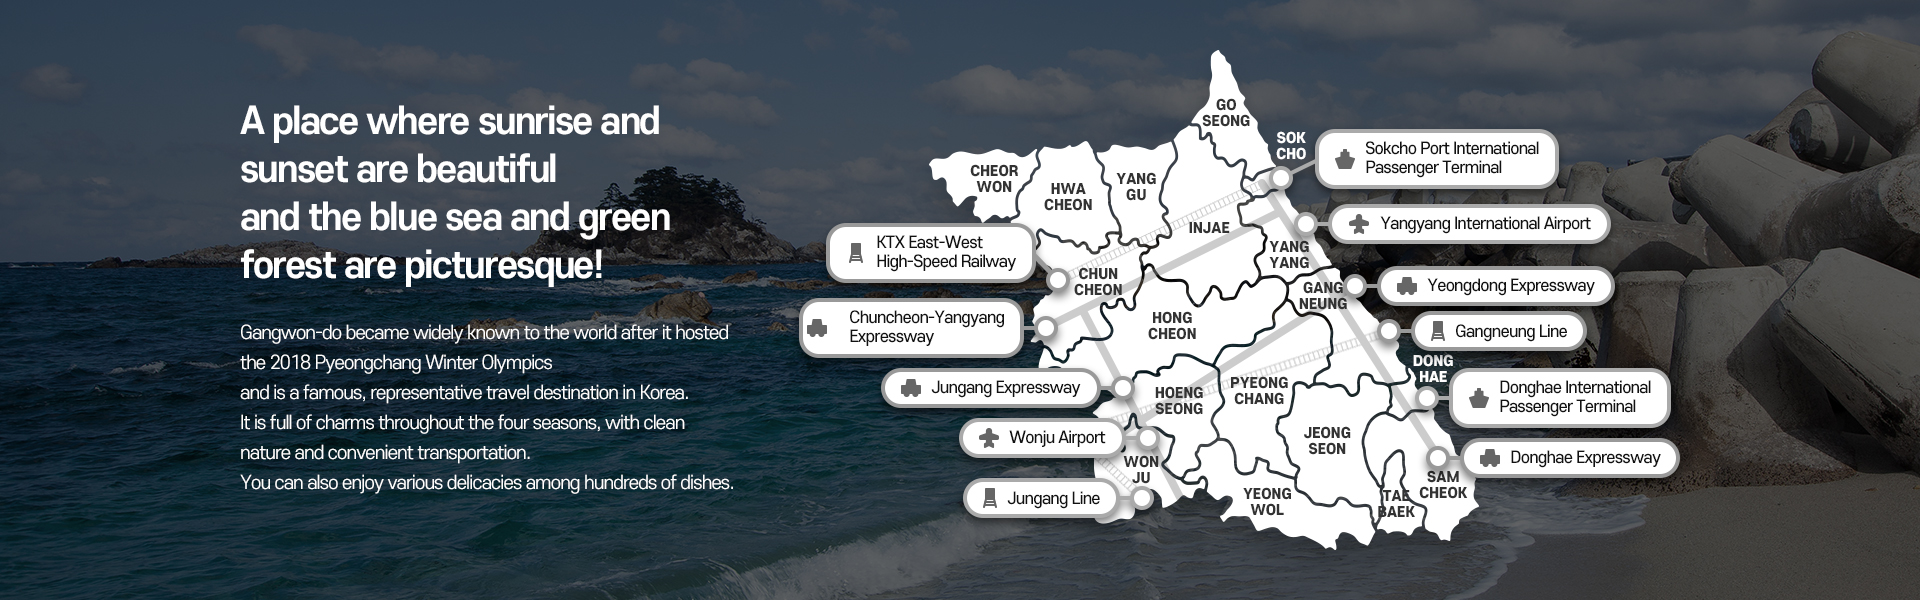 A place where sunrise and
sunset are beautiful
and the blue sea and green
forest are picturesque!
Gangwon-do became widely known to the world after it hosted
the 2018 Pyeongchang Winter Olympics
and is a famous, representative travel destination in Korea.
It is full of charms throughout the four seasons, with clean
nature and convenient transportation.
You can also enjoy various delicacies among hundreds of dishes.
GO
SEONG
SOK
CHO
Sokcho Port International
Passenger Terminal
CHEOR
WON
HWA
CHEON
YANG
GU
INJAE
Yangyang International Airport
KTX East-West
High-Speed Railway
YANG
YANG
CHUN
CHEON
GANG
NEUNG
Yeongdong Expressway
Chuncheon-Yangyang
Expressway
HONG
CHEON
Gangneung Line
DONG
HAE
Jungang Expressway
HOENG
SEONG
PYEONG
CHANG
Donghae International
Passenger Terminal
Wonju Airport
JEONG
SEON
Donghae Expressway
WON
JU
SAM
CHEOK
Jungang Line
YEONG
WOL
TAE
BAEK